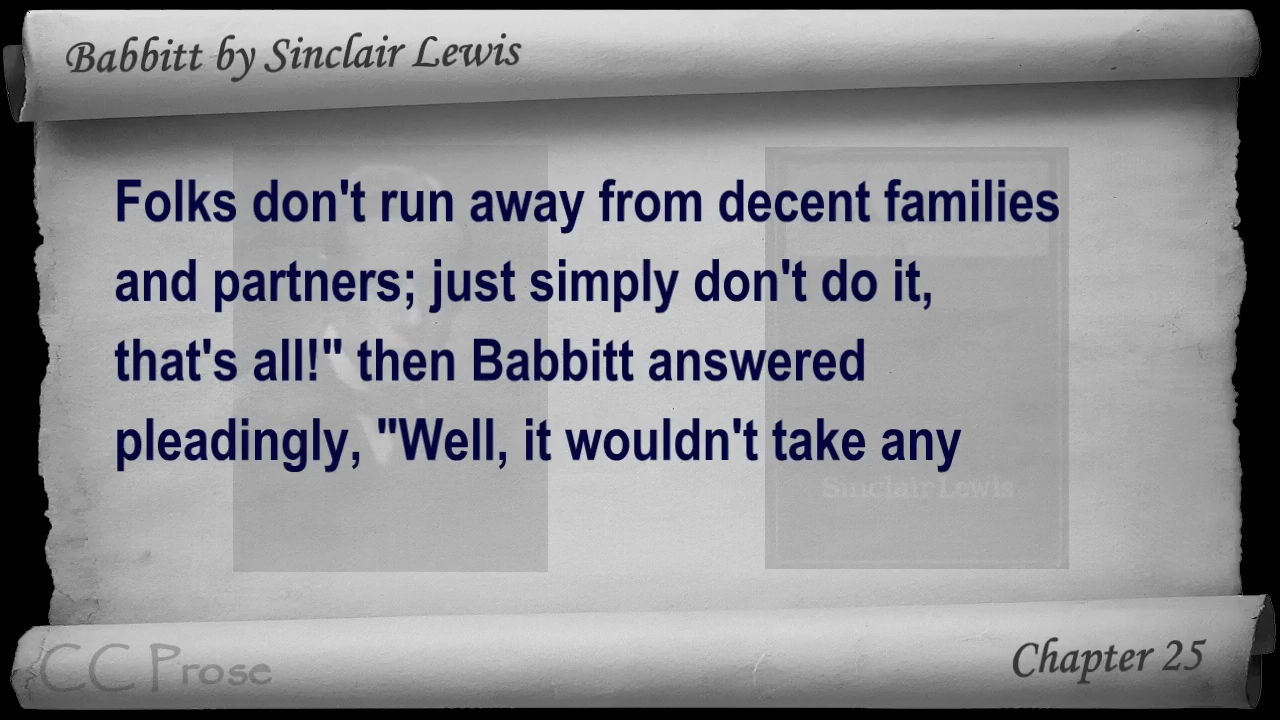 Babbitt by Sinclair Lewis
Folks don't run away from decent families
and partners; just simply don't do it,
that's all!" then Babbitt answered
pleadingly, "Well, it wouldn't take any
Sinclair Lewis
CC Prose
Chapter 25